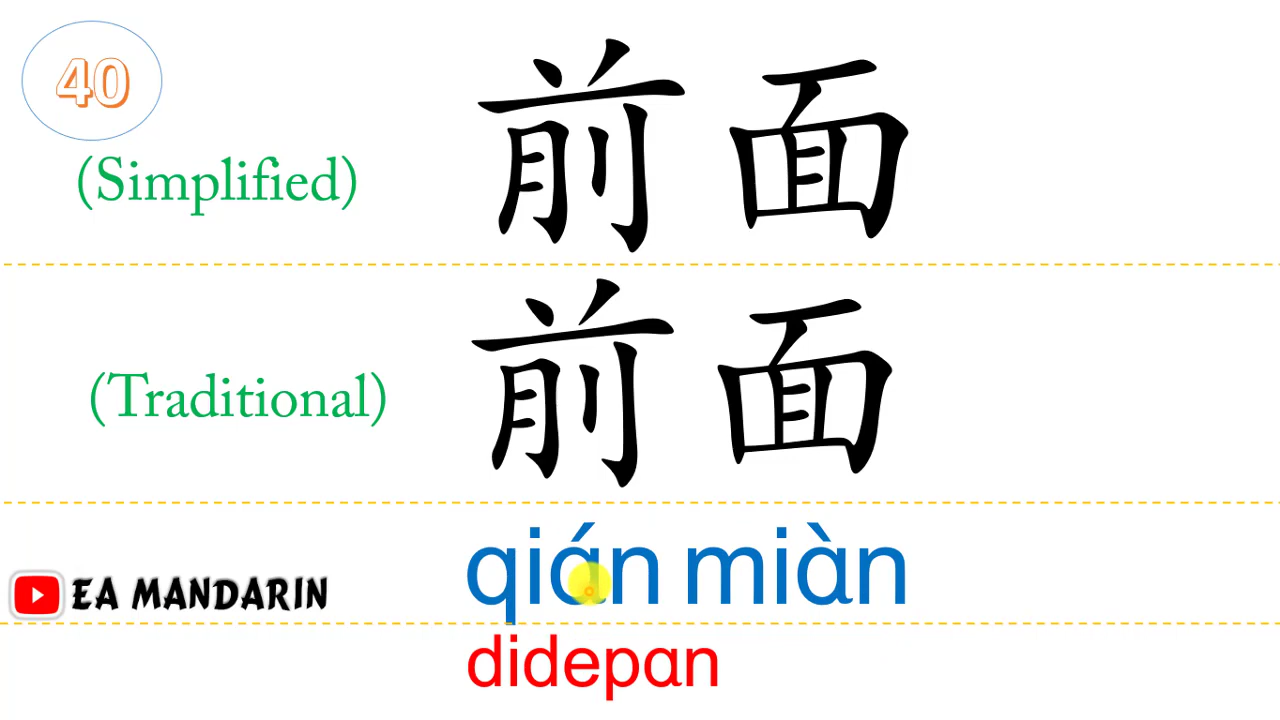 40
(Simplified) 前面
(Traditional) 前面
qián miàn
EA MANDARIN
didepan